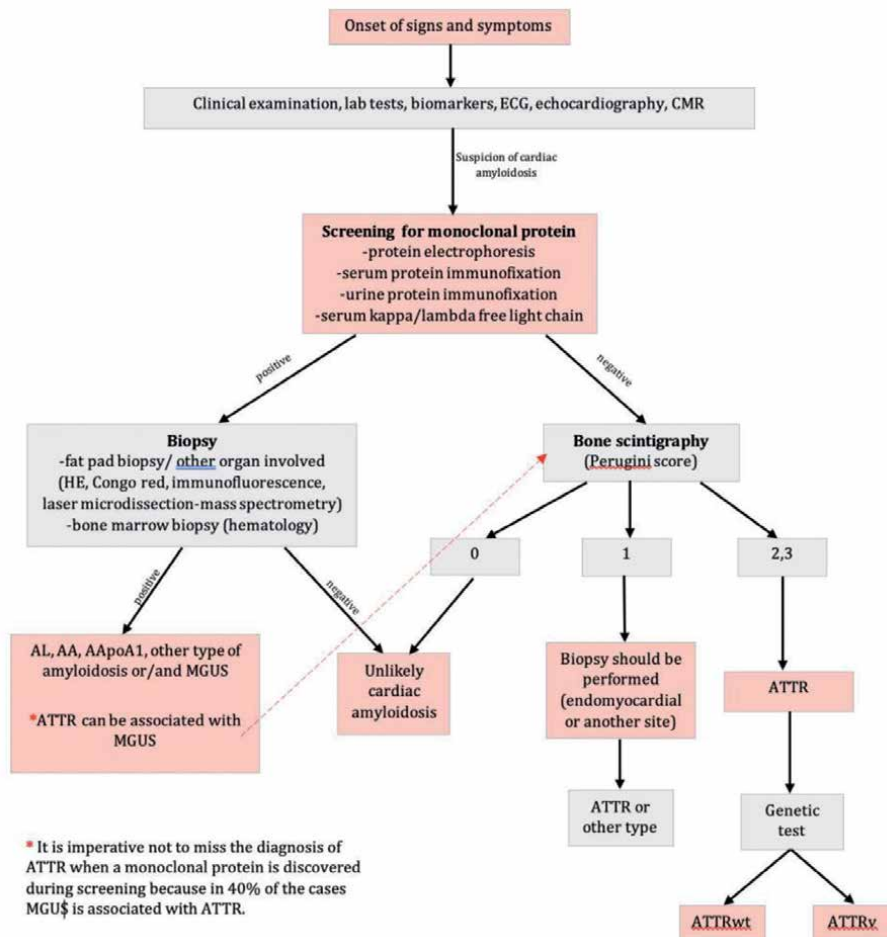 Onset of signs and symptoms
Clinical examination, lab tests, biomarkers, ECG, echocardiography, CMR
Suspicion of cardiac
amyloidosis
Screening for monoclonal protein
-protein electrophoresis
-serum protein immunofixation
-urine protein immunofixation
-serum kappa/lambda free light chain
positive
negative
Biopsy
-fat pad biopsy/ other organ involved
(HE, Congo red, immunofluorescence,
laser microdissection-mass spectrometry)
-bone marrow biopsy (hematology)
Bone scintigraphy
(Perugini score)
0
1
2,3
positive
negative
AL, AA, AApoA1, other type of
amyloidosis or/and MGUS
*ATTR can be associated with
MGUS
Unlikely
cardiac
amyloidosis
Biopsy should be
performed
(endomyocardial
or another site)
ATTR
ATTR or
other type
Genetic
test
* It is imperative not to miss the diagnosis of
ATTR when a monoclonal protein is discovered
during screening because in 40% of the cases
MGU$ is associated with ATTR.
ATTRwt
ATTRv